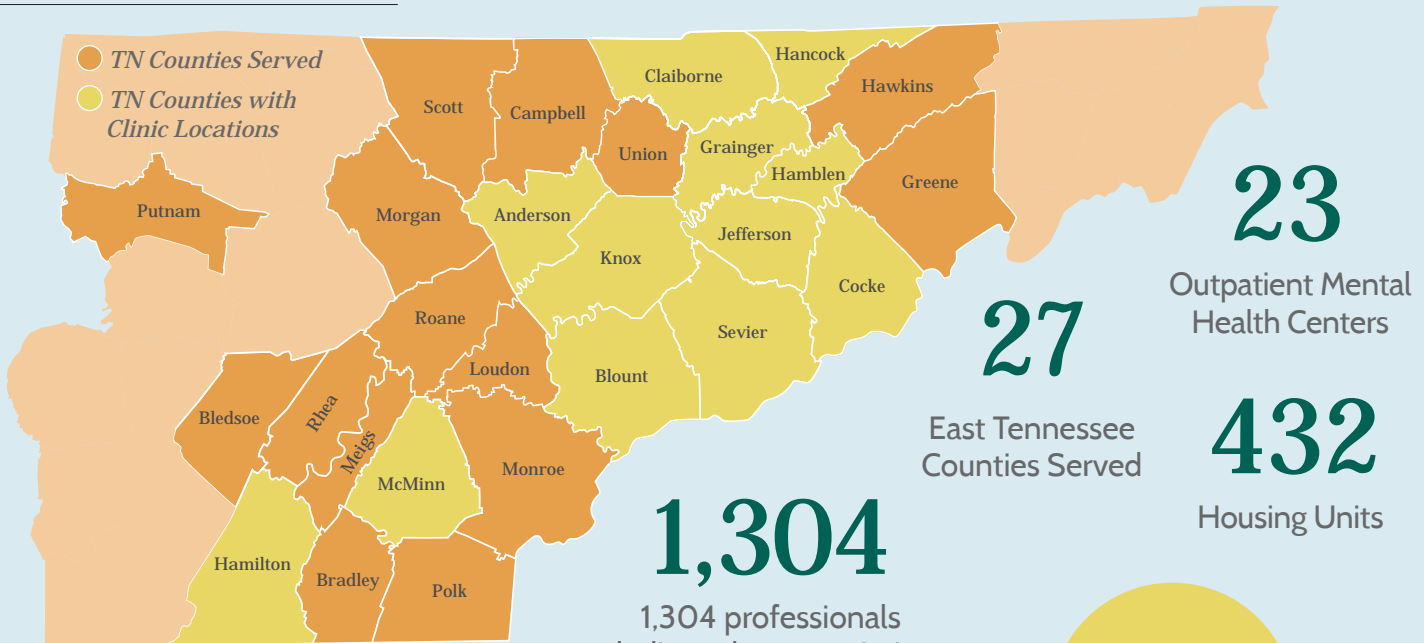 TN Counties Served
TN Counties with
Clinic Locations
Scott
Campbell
Claiborne
Hancock
Hawkins
Union
Grainger
Hamblen
Greene
Putnam
Morgan
Anderson
Knox
Jefferson
Cocke
Roane
Loudon
Blount
Sevier
Bledsoe
Rhea
Meigs
McMinn
Monroe
Hamilton
Bradley
Polk
23
Outpatient Mental
Health Centers
27
East Tennessee
Counties Served
432
Housing Units
1,304
1,304 professionals